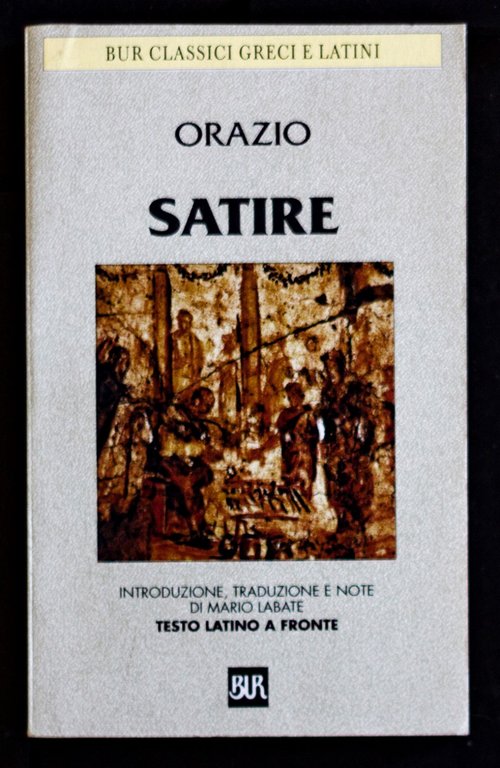 BUR CLASSICI GRECI E LATINI
ORAZIO
SATIRE
INTRODUZIONE, TRADUZIONE E NOTE
DI MARIO LABATE
TESTO LATINO A FRONTE
BUR